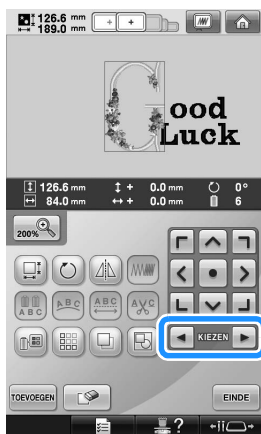 126.6 mm
189.0 mm
G ood
Luck
126.6 mm + 0.0 mm 0°
84.0 mm + 0.0 mm 6
200%
A B C
A B C
A B C
A C
KIEZEN
TOEVOEGEN
EINDE
?